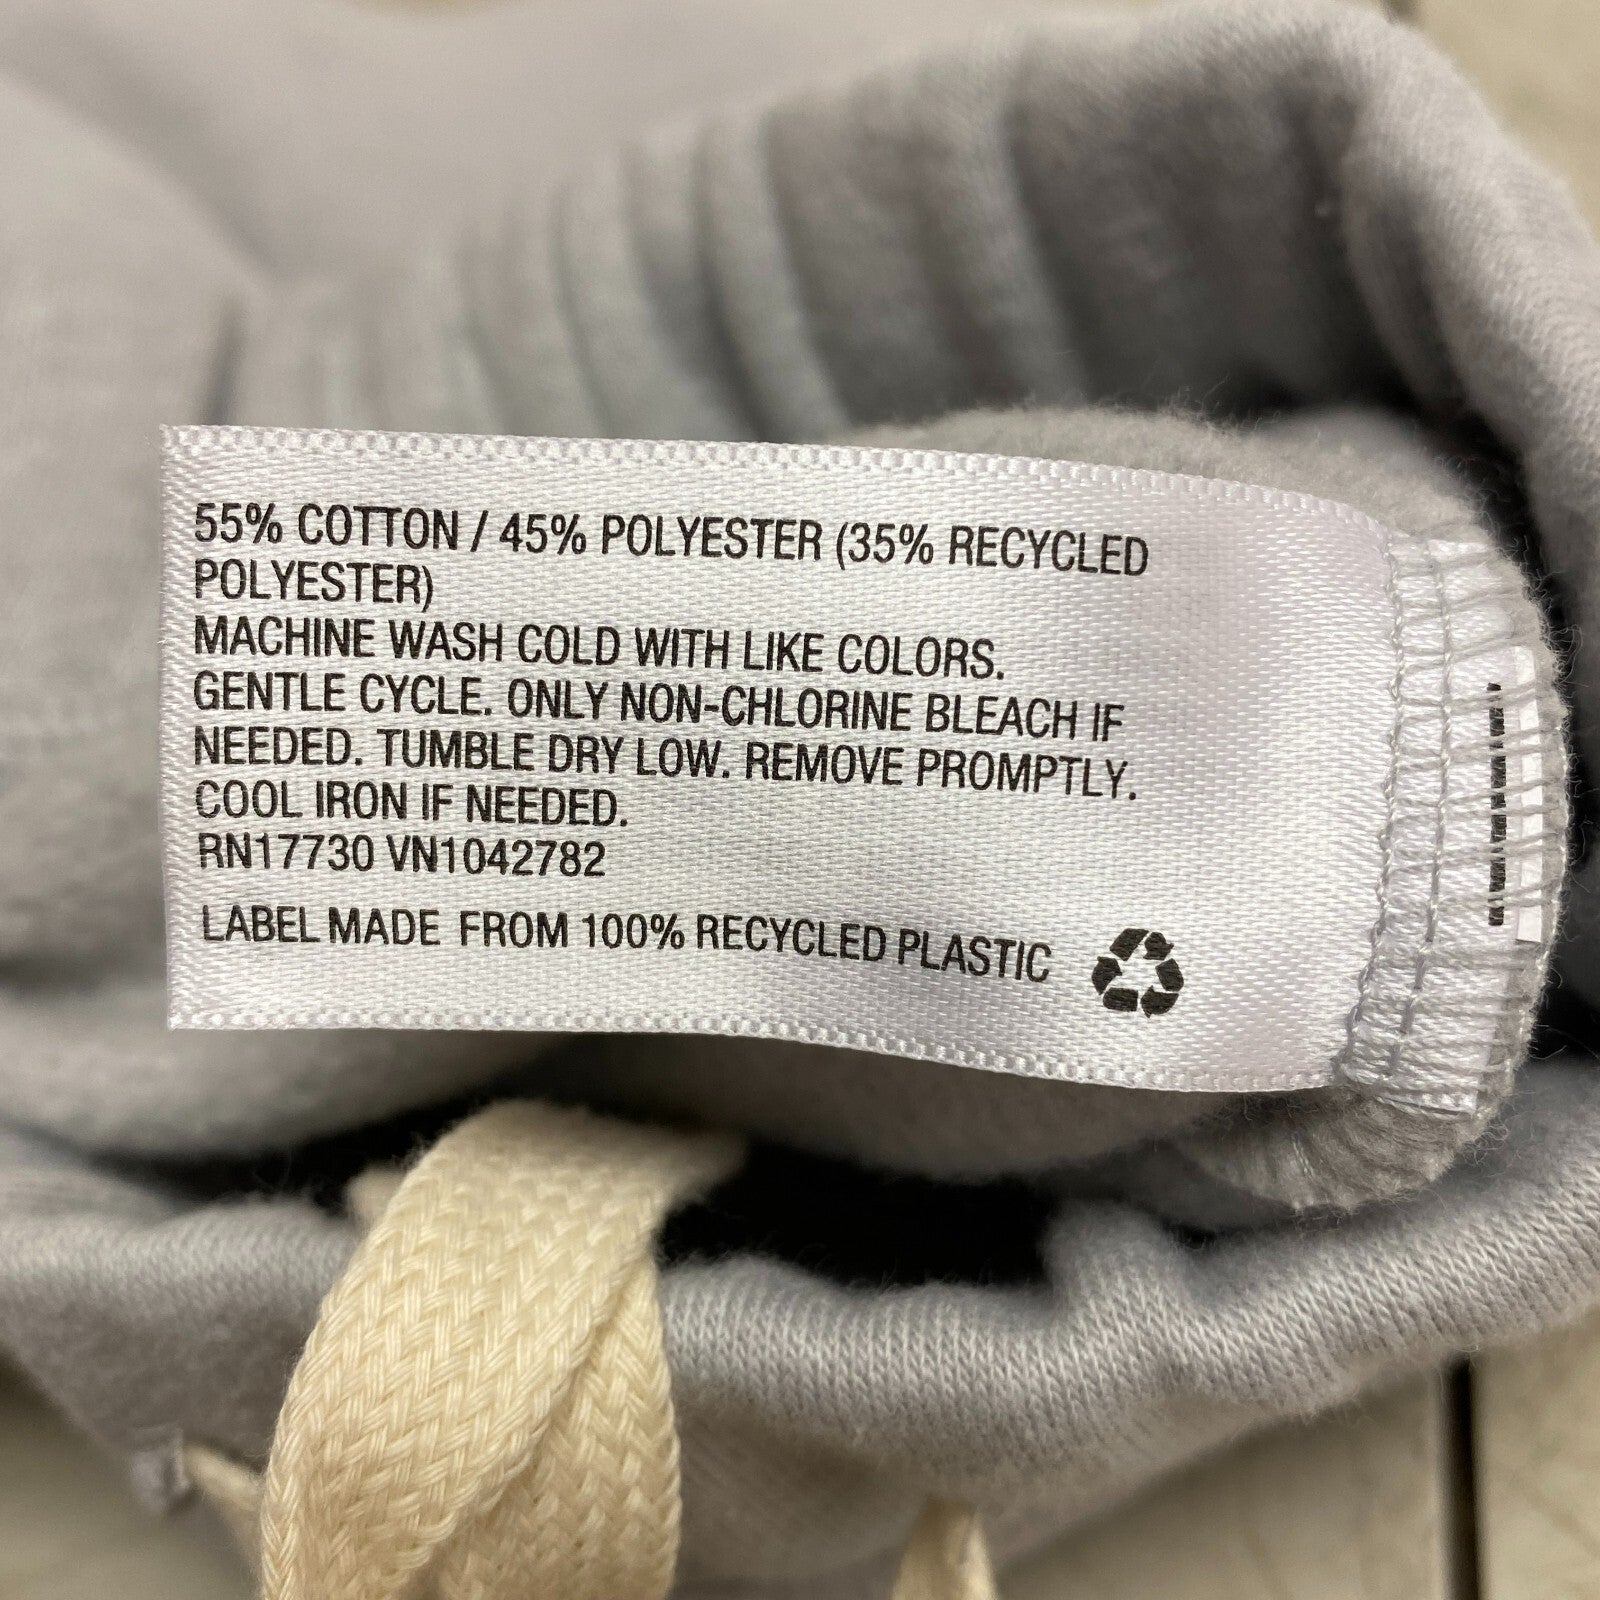 55% COTTON / 45% POLYESTER (35% RECYCLED
POLYESTER)
MACHINE WASH COLD WITH LIKE COLORS.
GENTLE CYCLE. ONLY NON-CHLORINE BLEACH IF
NEEDED. TUMBLE DRY LOW. REMOVE PROMPTLY.
COOL IRON IF NEEDED.
RN17730 VN1042782
LABEL MADE FROM 100% RECYCLED PLASTIC